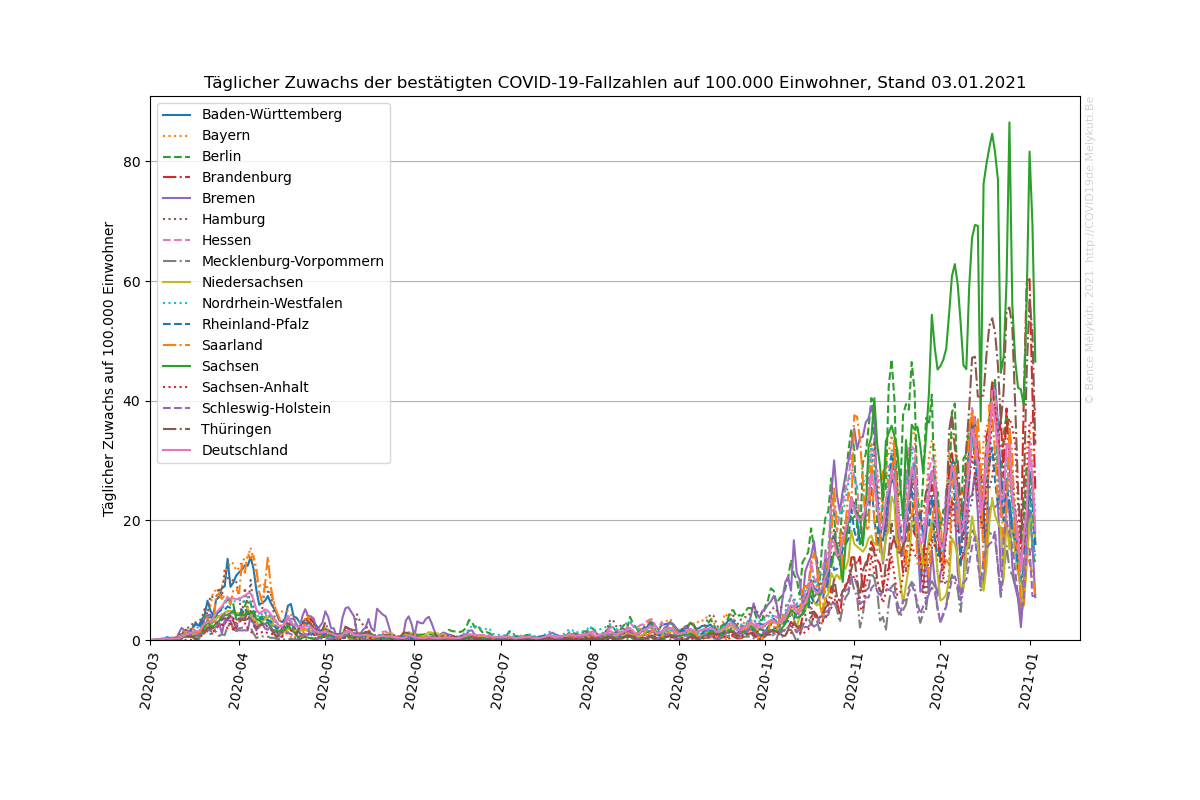 Täglicher Zuwachs der bestätigten COVID-19-Fallzahlen auf 100.000 Einwohner, Stand 03.01.2021
Täglicher Zuwachs auf 100.000 Einwohner
80
60
40
20
0
Baden-Württemberg
Bayern
Berlin
Brandenburg
Bremen
Hamburg
Hessen
Mecklenburg-Vorpommern
Niedersachsen
Nordrhein-Westfalen
Rheinland-Pfalz
Saarland
Sachsen
Sachsen-Anhalt
Schleswig-Holstein
Thüringen
Deutschland
2020-03
2020-04
2020-05
2020-06
2020-07
2020-08
2020-09
2020-10
2020-11
2020-12
2021-01
© Bence Mélykúti, 2021. http://COVID19de.Melykuti.Be